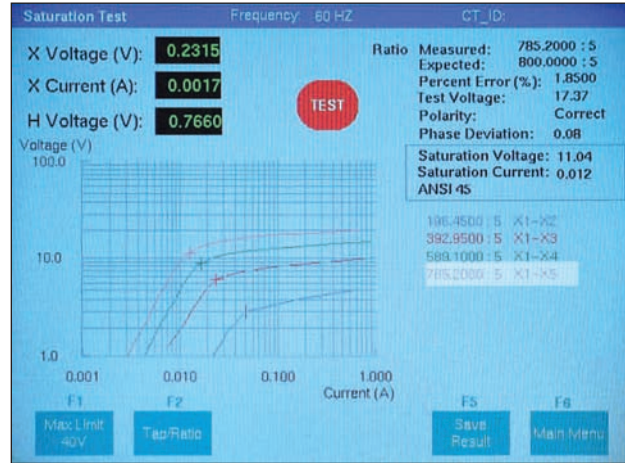 Saturation Test Frequency: 60 HZ CT_ID:
X Voltage (V): 0.2315
X Current (A): 0.0017
H Voltage (V): 0.7660
TEST
Ratio Measured: 785.2000 : 5
Expected: 800.0000 : 5
Percent Error (%): 1.8500
Test Voltage: 17.37
Polarity: Correct
Phase Deviation: 0.08
Saturation Voltage: 11.04
Saturation Current: 0.012
ANSI 45
196.4500 : 5 X1-X2
392.9500 : 5 X1-X3
589.1000 : 5 X1-X4
785.2000 : 5 X1-X5
Voltage (V)
100.0
10.0
1.0
0.001 0.010 0.100 1.000
Current (A)
F1 F2 F5 F6
Max Limit
40V
Tap/Ratio
Save
Result
Main Menu